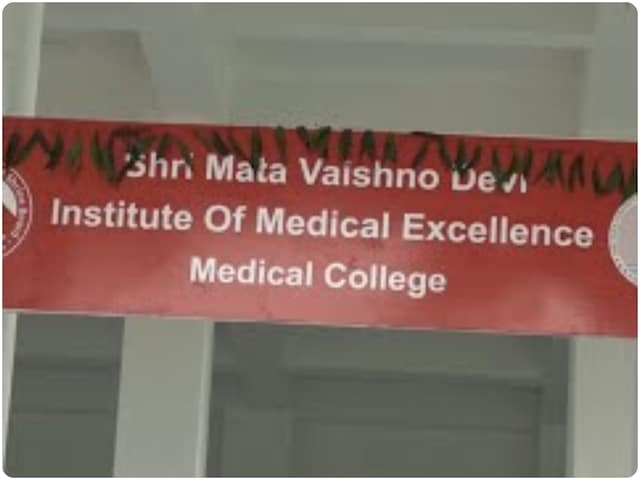 Shri Mata Vaishno Devi
Institute Of Medical Excellence
Medical College